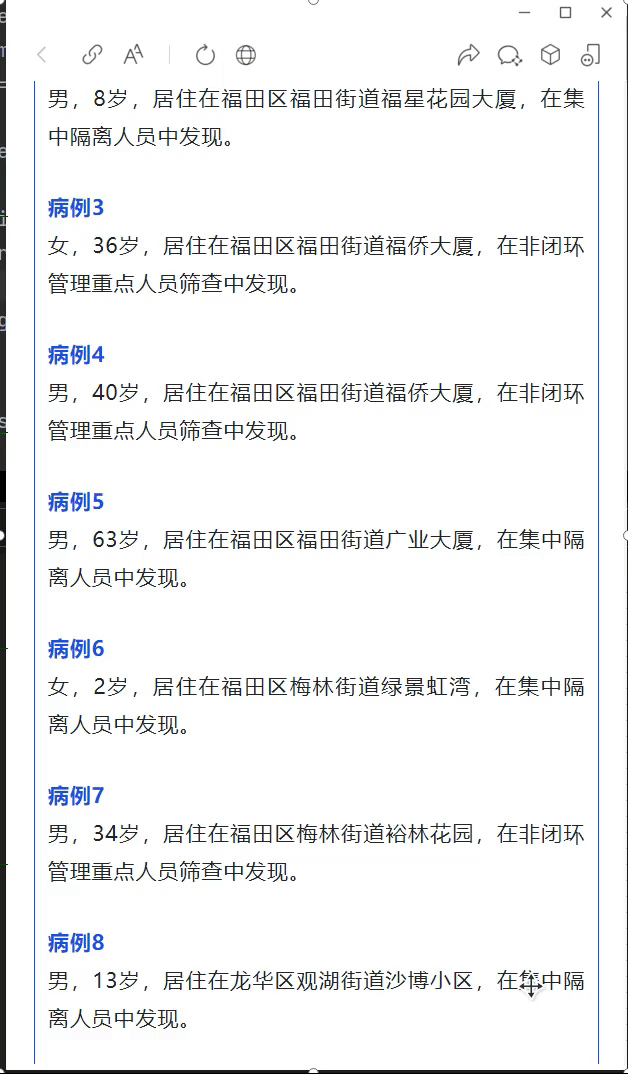 男，8岁，居住在福田区福田街道福星花园大厦，在集
中隔离人员中发现。
病例3
女，36岁，居住在福田区福田街道福侨大厦，在非闭环
管理重点人员筛查中发现。
病例4
男，40岁，居住在福田区福田街道福侨大厦，在非闭环
管理重点人员筛查中发现。
病例5
男，63岁，居住在福田区福田街道广业大厦，在集中隔
离人员中发现。
病例6
女，2岁，居住在福田区梅林街道绿景虹湾，在集中隔
离人员中发现。
病例7
男，34岁，居住在福田区梅林街道裕林花园，在非闭环
管理重点人员筛查中发现。
病例8
男，13岁，居住在龙华区观湖街道沙博小区，在集中隔
离人员中发现。